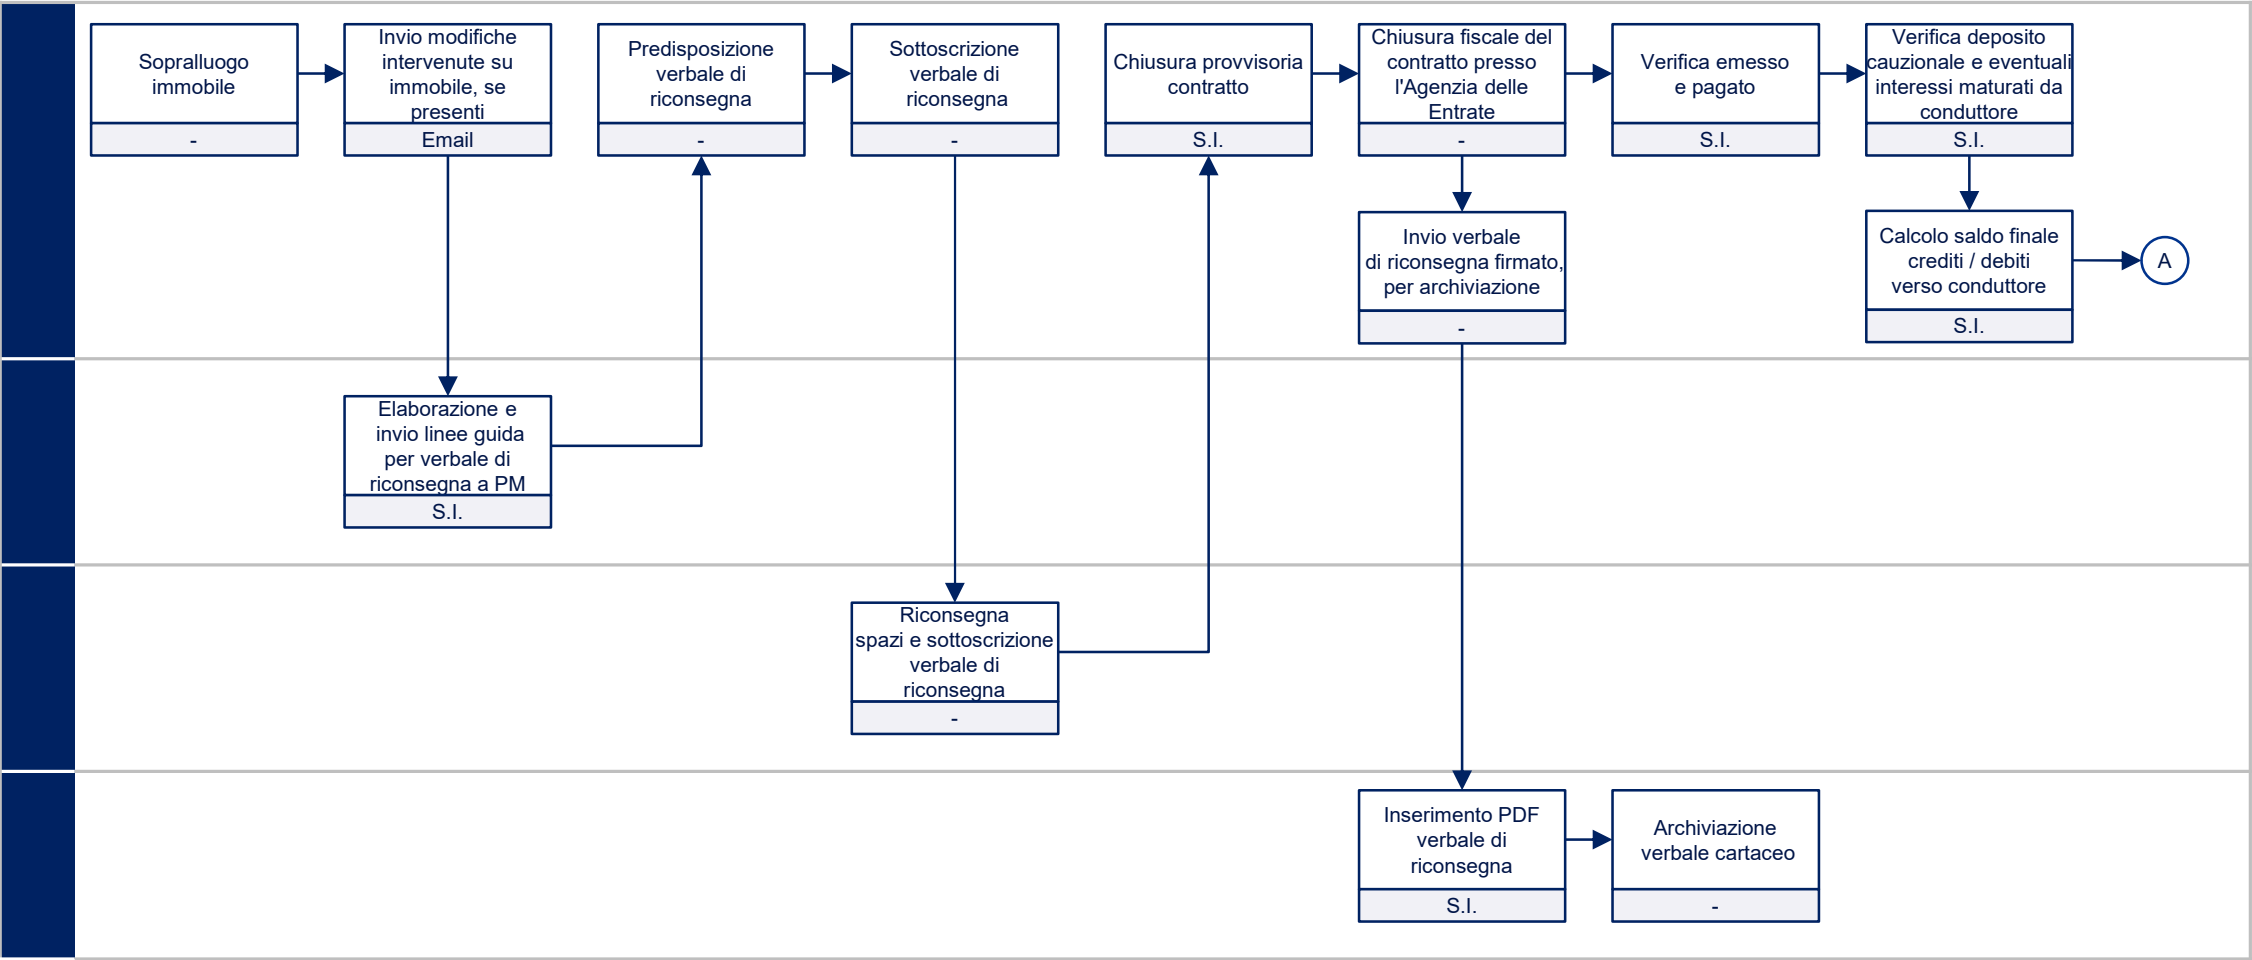 Sopralluogo
immobile
-
Invio modifiche
intervenute su
immobile, se
presenti
Email
Predisposizione
verbale di
riconsegna
-
Sottoscrizione
verbale di
riconsegna
-
Chiusura provvisoria
contratto
S.I.
Chiusura fiscale del
contratto presso
l'Agenzia delle
Entrate
-
Verifica emesso
e pagato
S.I.
Verifica deposito
cauzionale e eventuali
interessi maturati da
conduttore
S.I.
Invio verbale
di riconsegna firmato,
per archiviazione
-
Calcolo saldo finale
crediti / debiti
verso conduttore
S.I.
A
Elaborazione e
invio linee guida
per verbale di
riconsegna a PM
S.I.
Riconsegna
spazi e sottoscrizione
verbale di
riconsegna
-
Inserimento PDF
verbale di
riconsegna
S.I.
Archiviazione
verbale cartaceo
-